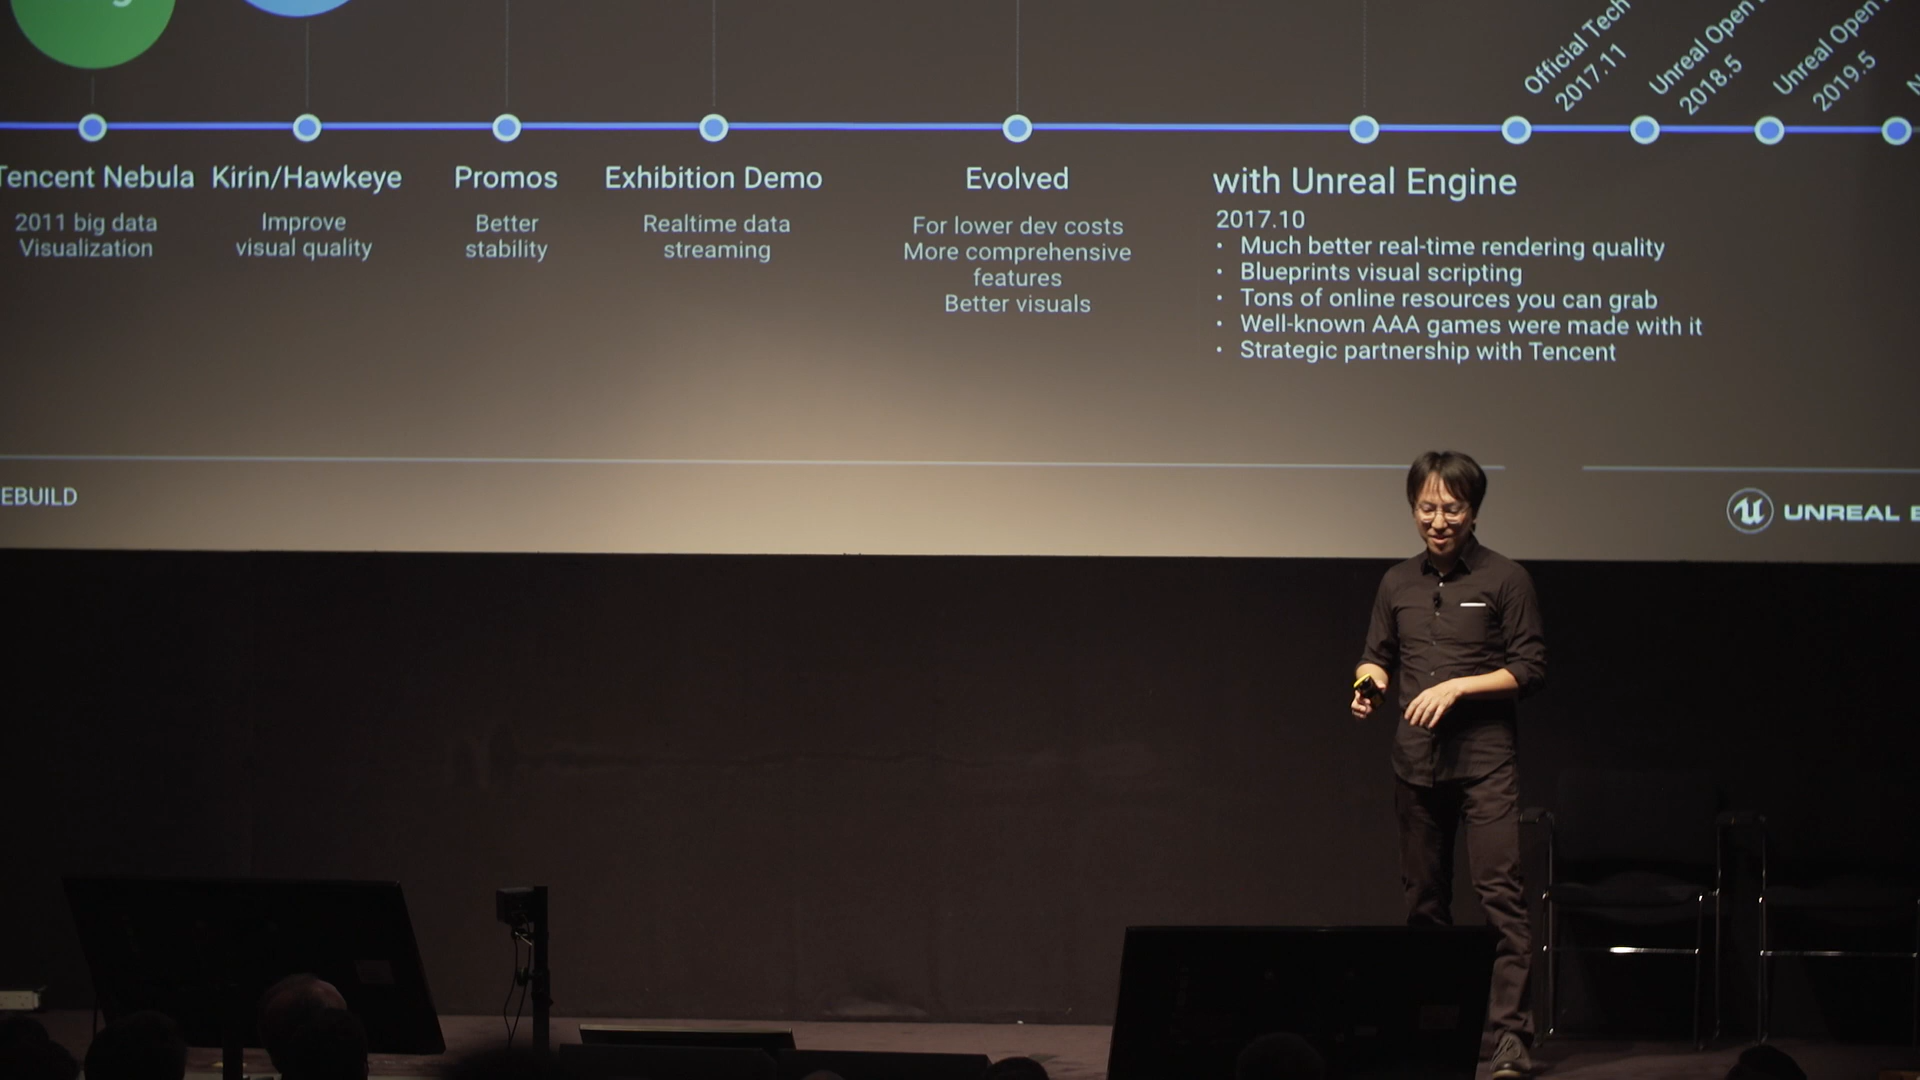 Official Tech
2017.11
Unreal Open
2018.5
Unreal Open
2019.5
Tencent Nebula
2011 big data
Visualization
Kirin/Hawkeye
Improve
visual quality
Promos
Better
stability
Exhibition Demo
Realtime data
streaming
Evolved
For lower dev costs
More comprehensive
features
Better visuals
with Unreal Engine
2017.10
• Much better real-time rendering quality
• Blueprints visual scripting
• Tons of online resources you can grab
• Well-known AAA games were made with it
• Strategic partnership with Tencent
EBUILD
UNREAL E